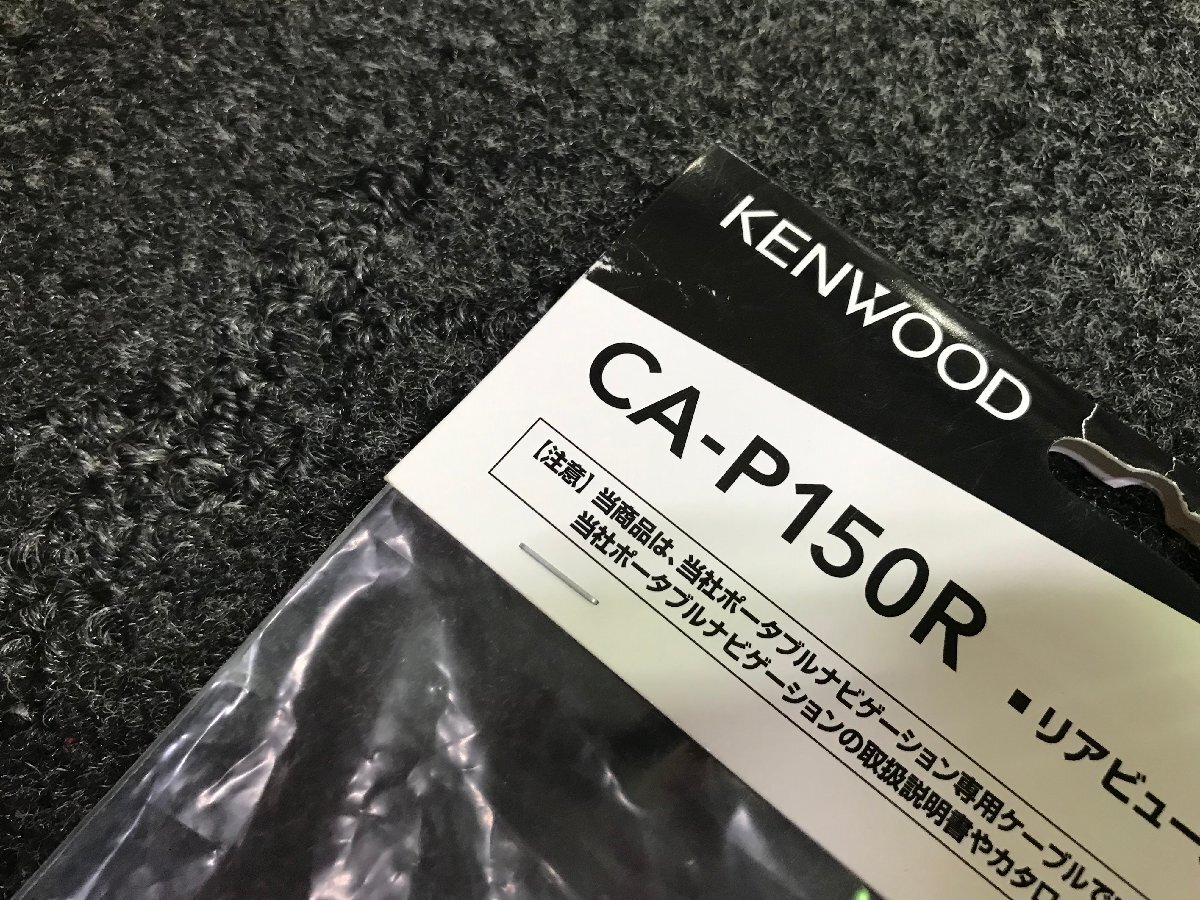 KENWOOD
CA-P150R
■リアビュー
【注意】当商品は、当社ポータブルナビゲーション専用ケーブルで
当社ポータブルナビゲーションの取扱説明書やカタロ